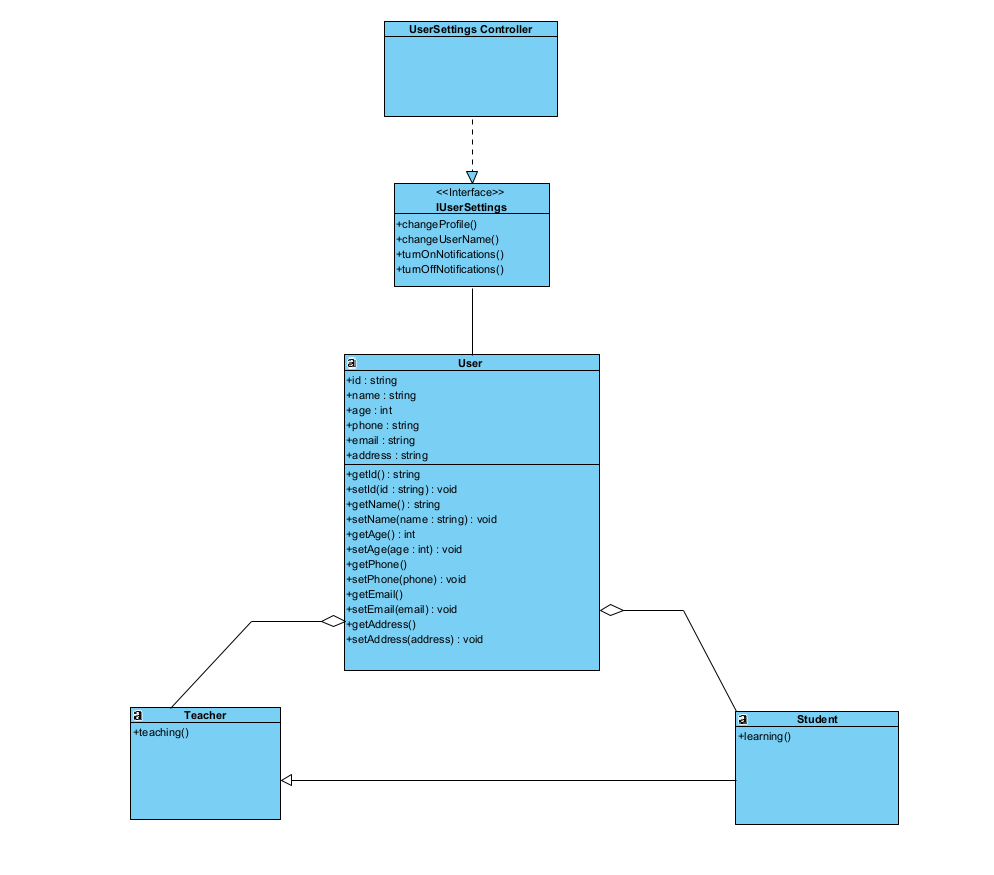 UserSettings Controller
<<Interface>>
IUserSettings
+changeProfile()
+changeUserName()
+turnOnNotifications()
+turnOffNotifications()
a
User
+id : string
+name : string
+age : int
+phone : string
+email : string
+address : string
+getId() : string
+setId(id : string) : void
+getName() : string
+setName(name : string) : void
+getAge() : int
+setAge(age : int) : void
+getPhone()
+setPhone(phone) : void
+getEmail()
+setEmail(email) : void
+getAddress()
+setAddress(address) : void
a
Teacher
+teaching()
a
Student
+learning()